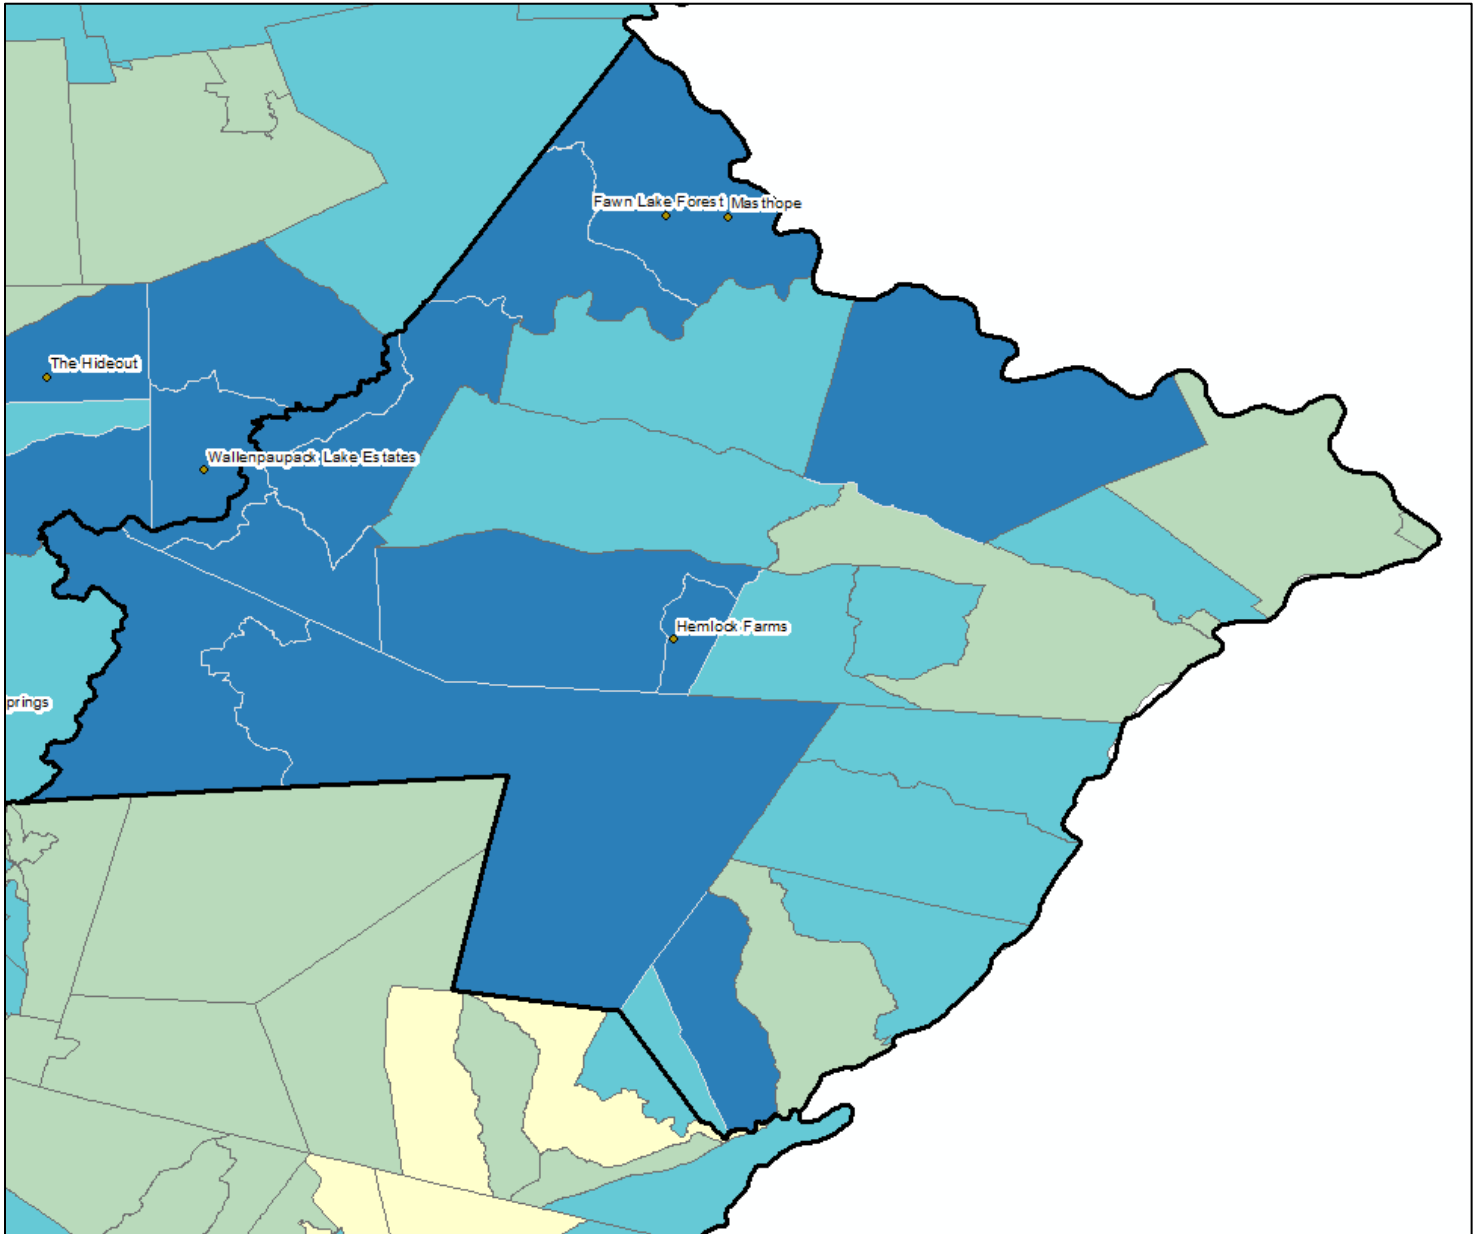 Fawn Lake Forest
Masthope
The Hideout
Wallenpaupack Lake Estates
Hemlock Farms
prings